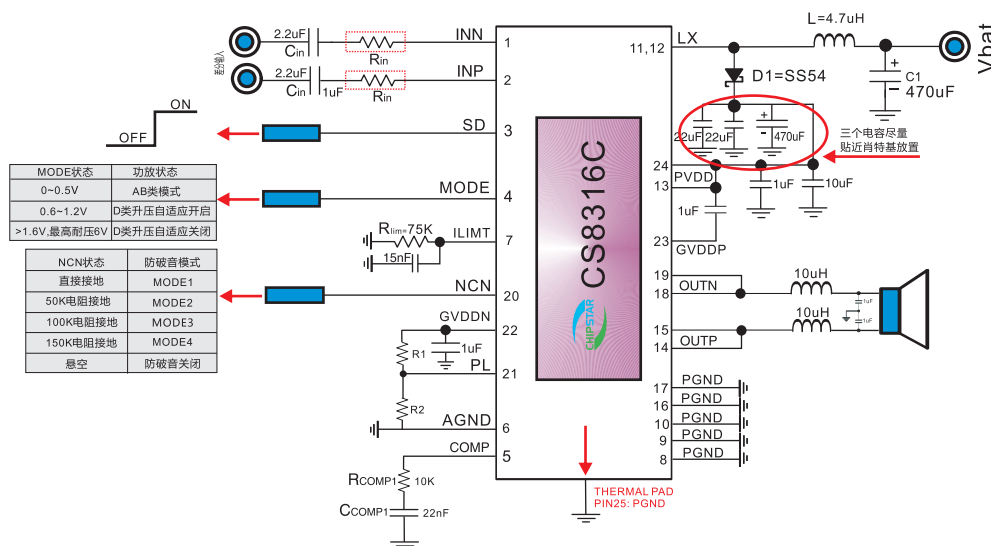 差分输入
2.2uF
Cin
Rin
INN
1
2.2uF
Cin
1uF
Rin
INP
2
ON
OFF
SD
3
MODE
4
MODE状态 功放状态
0~0.5V AB类模式
0.6~1.2V D类升压自适应开启
>1.6V,最高耐压6V D类升压自适应关闭
Rlim=75K
ILIMT
7
15nF
NCN状态 防破音模式
直接接地 MODE1
50K电阻接地 MODE2
100K电阻接地 MODE3
150K电阻接地 MODE4
悬空 防破音关闭
NCN
20
GVDDN
22
1uF
R1
PL
21
R2
AGND
6
COMP
5
RCOMP1 10K
CCOMP1 22nF
CS8316C
CHIPSTAR
THERMAL PAD
PIN25: PGND
11,12
LX
L=4.7uH
Vbat
D1=SS54
C1
470uF
22uF
22uF
470uF
三个电容尽量
贴近肖特基放置
24
PVDD
13
1uF
10uF
1uF
23
GVDDP
19
18
OUTN
10uH
1uF
1uF
10uH
15
14
OUTP
17
PGND
16
PGND
10
PGND
9
PGND
8
PGND